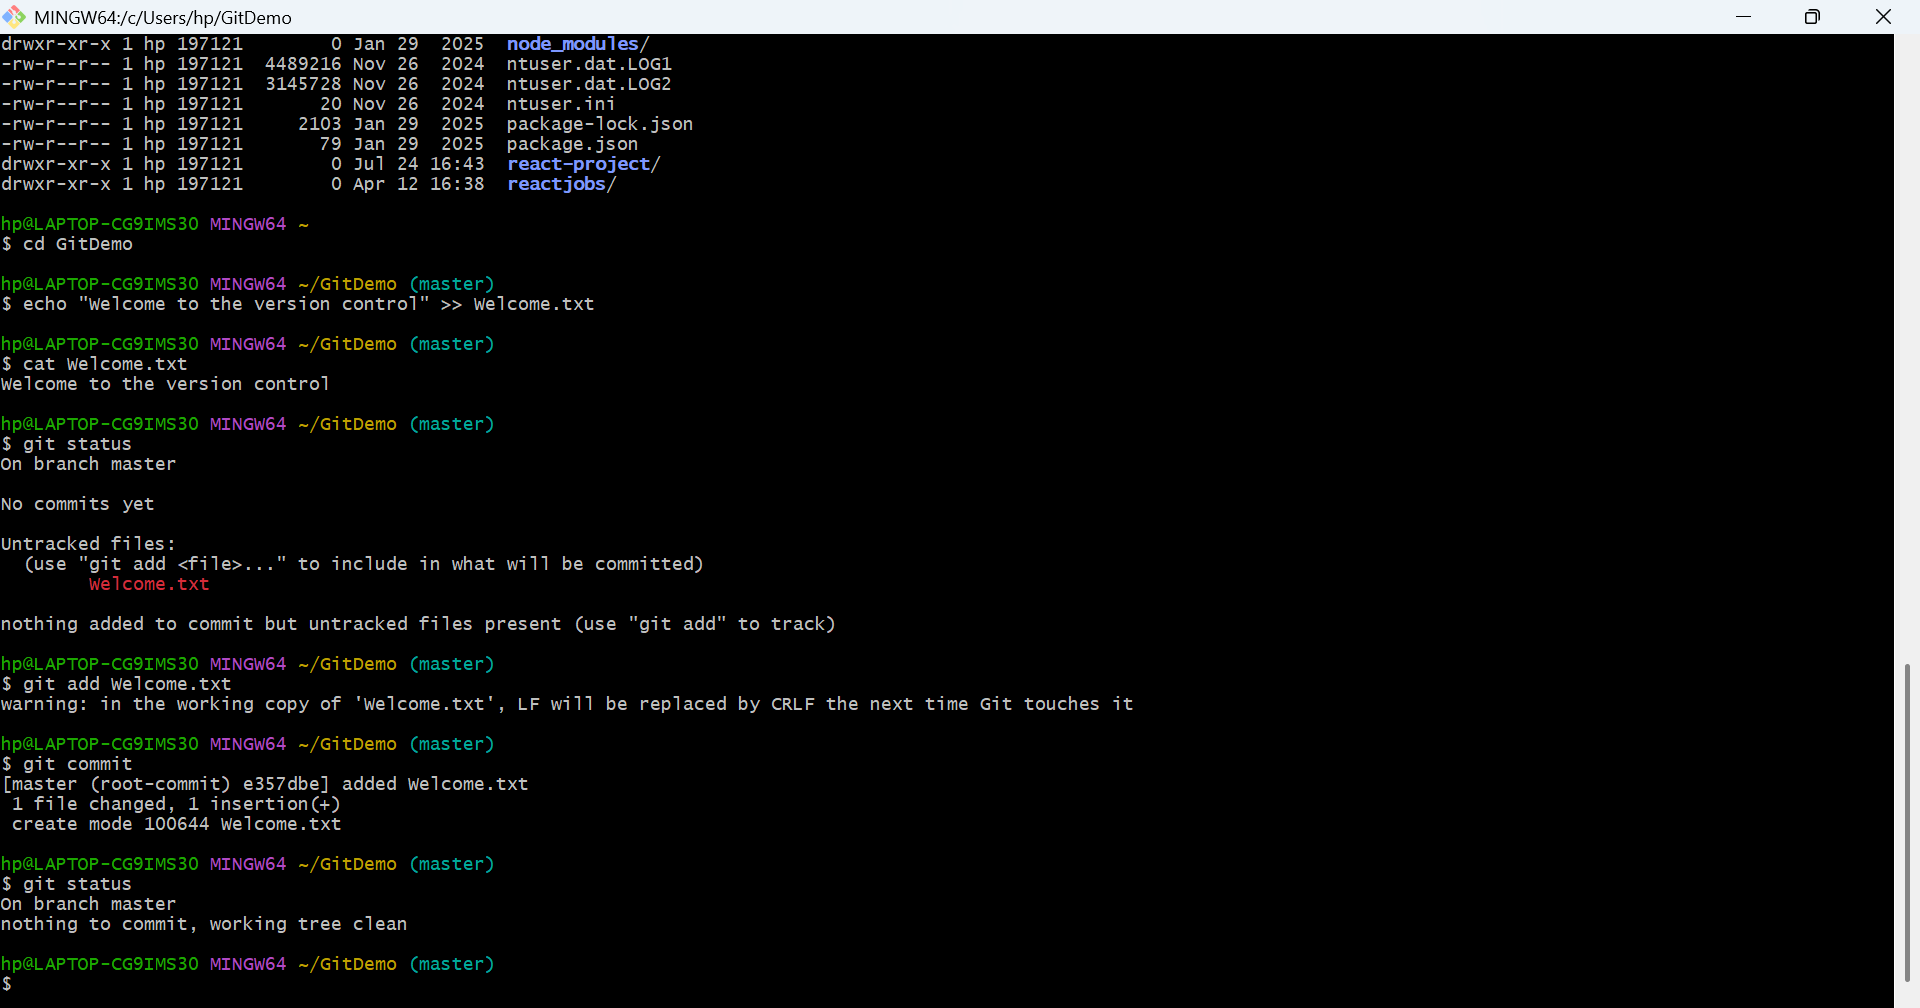 MINGW64:/c/Users/hp/GitDemo
drwxr-xr-x 1 hp 197121        0 Jan 29  2025  node_modules/
-rw-r--r-- 1 hp 197121  4489216 Nov 26  2024  ntuser.dat.LOG1
-rw-r--r-- 1 hp 197121  3145728 Nov 26  2024  ntuser.dat.LOG2
-rw-r--r-- 1 hp 197121       20 Nov 26  2024  ntuser.ini
-rw-r--r-- 1 hp 197121     2103 Jan 29  2025  package-lock.json
-rw-r--r-- 1 hp 197121       79 Jan 29  2025  package.json
drwxr-xr-x 1 hp 197121        0 Jul 24 16:43  react-project/
drwxr-xr-x 1 hp 197121        0 Apr 12 16:38  reactjobs/
hp@LAPTOP-CG9IMS3O MINGW64 ~
$ cd GitDemo
hp@LAPTOP-CG9IMS3O MINGW64 ~/GitDemo (master)
$ echo "Welcome to the version control" >> Welcome.txt
hp@LAPTOP-CG9IMS3O MINGW64 ~/GitDemo (master)
$ cat Welcome.txt
Welcome to the version control
hp@LAPTOP-CG9IMS3O MINGW64 ~/GitDemo (master)
$ git status
On branch master
No commits yet
Untracked files:
  (use "git add <file>..." to include in what will be committed)
        Welcome.txt
nothing added to commit but untracked files present (use "git add" to track)
hp@LAPTOP-CG9IMS3O MINGW64 ~/GitDemo (master)
$ git add Welcome.txt
warning: in the working copy of 'Welcome.txt', LF will be replaced by CRLF the next time Git touches it
hp@LAPTOP-CG9IMS3O MINGW64 ~/GitDemo (master)
$ git commit
[master (root-commit) e357dbe] added Welcome.txt
 1 file changed, 1 insertion(+)
 create mode 100644 Welcome.txt
hp@LAPTOP-CG9IMS3O MINGW64 ~/GitDemo (master)
$ git status
On branch master
nothing to commit, working tree clean
hp@LAPTOP-CG9IMS3O MINGW64 ~/GitDemo (master)
$